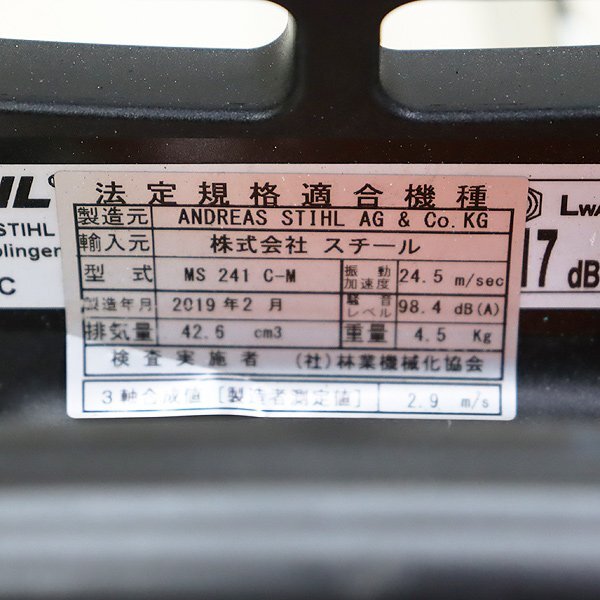 法定規格適合機種
製造元 ANDREAS STIHL AG & Co.KG
輸入元 株式会社 スチール
型式 MS 241 C-M 振動加速度 24.5 m/sec
製造年月 2019年2月 騒音レベル 98.4 dB(A)
排気量 42.6 cm3 重量 4.5 Kg
検査実施者 (社)林業機械化協会
3軸合成値 [製造者測定値] 2.9 m/s
IL®
STIHL
plinger
C
LWA
17 dB